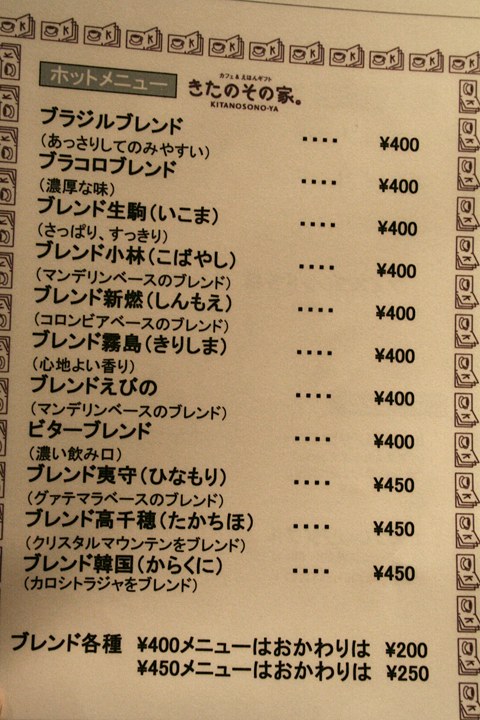 ホットメニュー
カフェ&えほんギフト
きたのその家。
KITANOSONO-YA
ブラジルブレンド
(あっさりしてのみやすい) ···· ¥400
ブラコロブレンド
(濃厚な味) ···· ¥400
ブレンド生駒(いこま)
(さっぱり、すっきり) ···· ¥400
ブレンド小林(こばやし)
(マンデリンベースのブレンド) ···· ¥400
ブレンド新燃(しんもえ)
(コロンビアベースのブレンド) ···· ¥400
ブレンド霧島(きりしま)
(心地よい香り) ···· ¥400
ブレンドえびの
(マンデリンベースのブレンド) ···· ¥400
ビターブレンド
(濃い飲み口) ···· ¥400
ブレンド夷守(ひなもり)
(グァテマラベースのブレンド) ···· ¥450
ブレンド高千穂(たかちほ)
(クリスタルマウンテンをブレンド) ···· ¥450
ブレンド韓国(からくに)
(カロシトラジャをブレンド) ···· ¥450
ブレンド各種 ¥400メニューはおかわりは ¥200
¥450メニューはおかわりは ¥250